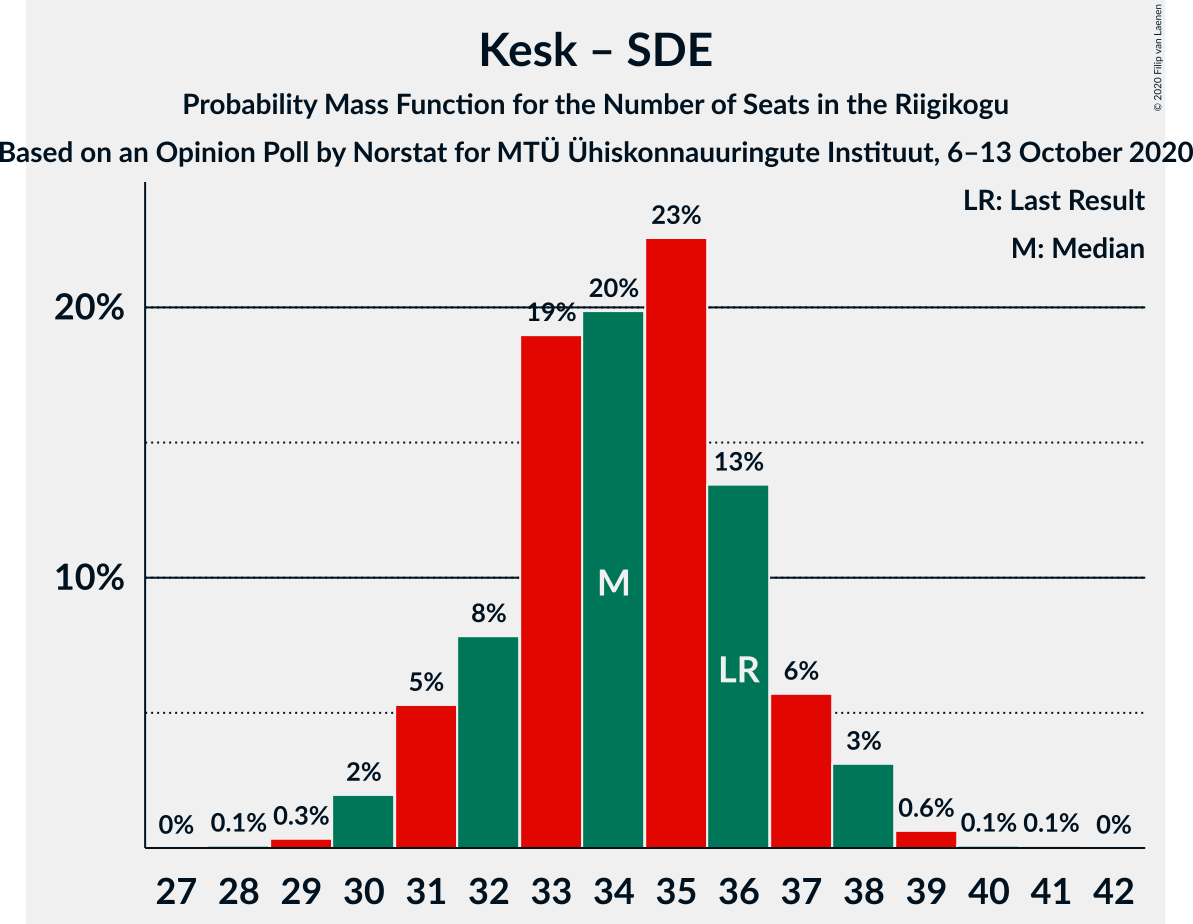 Kesk – SDE
Probability Mass Function for the Number of Seats in the Riigikogu
Based on an Opinion Poll by Norstat for MTÜ Ühiskonnauuringute Instituut, 6–13 October 2020
© 2020 Filip van Laenen
LR: Last Result
M: Median
20%
10%
0%
0.1%
0.3%
2%
5%
8%
19%
20%
23%
13%
6%
3%
0.6%
0.1%
0.1%
0%
M
LR
27 28 29 30 31 32 33 34 35 36 37 38 39 40 41 42